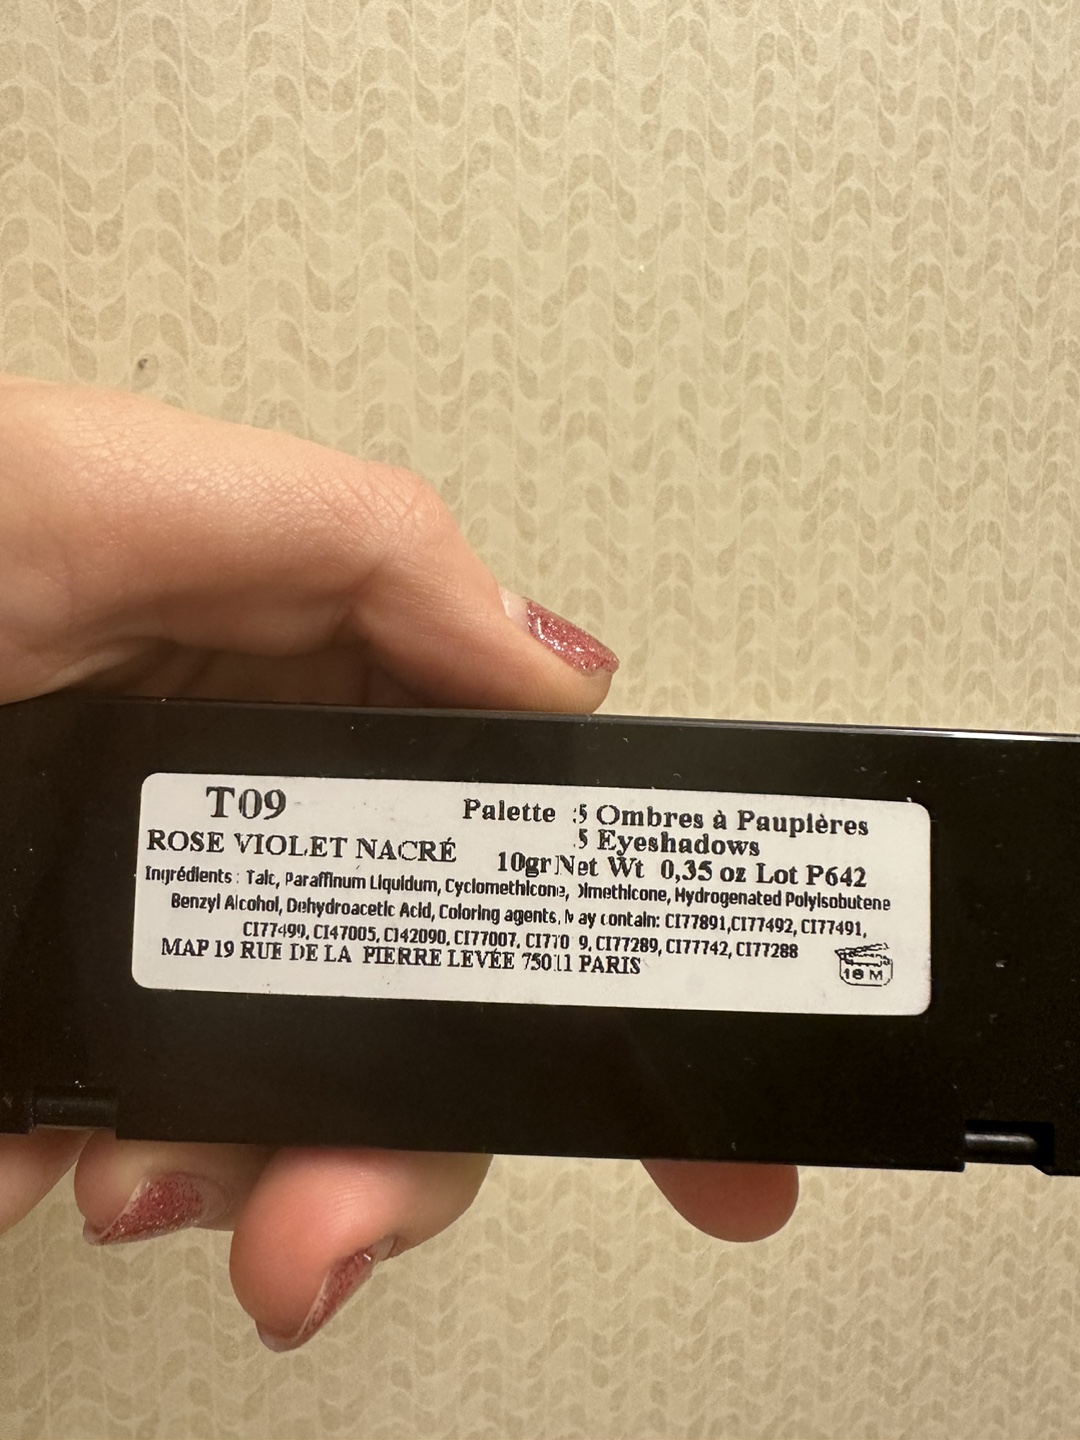 T09
Palette :5 Ombres à Paupières
5 Eyeshadows
ROSE VIOLET NACRÉ
10gr Net Wt 0,35 oz Lot P642
Ingrédients : Talc, Paraffinum Liquidum, Cyclomethicone, Dimethicone, Hydrogenated Polyisobutene
Benzyl Alcohol, Dehydroacetic Acid, Coloring agents, May contain: CI77891,CI77492, CI77491,
CI77499, CI47005, CI42090, CI77007, CI77289, CI77742, CI77288
MAP 19 RUE DE LA PIERRE LEVÉE 75011 PARIS
18 M